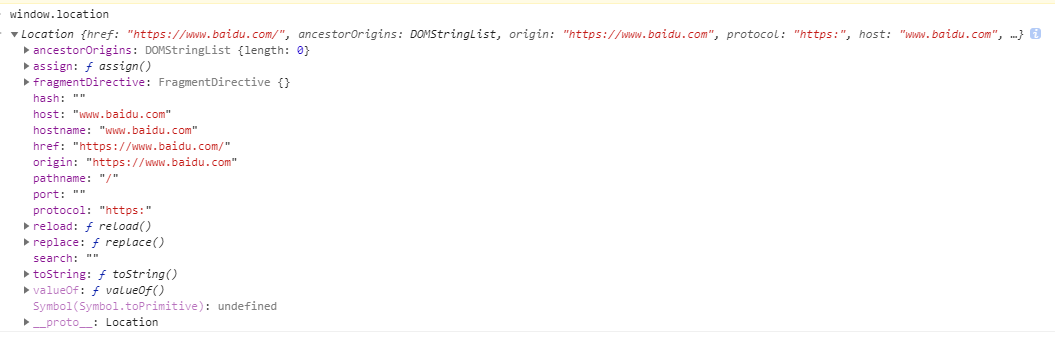 window.location
Location {href: "https://www.baidu.com/", ancestorOrigins: DOMStringList, origin: "https://www.baidu.com", protocol: "https:", host: "www.baidu.com", …} i
ancestorOrigins: DOMStringList {length: 0}
assign: ƒ assign()
fragmentDirective: FragmentDirective {}
hash: ""
host: "www.baidu.com"
hostname: "www.baidu.com"
href: "https://www.baidu.com/"
origin: "https://www.baidu.com"
pathname: "/"
port: ""
protocol: "https:"
reload: ƒ reload()
replace: ƒ replace()
search: ""
toString: ƒ toString()
valueOf: ƒ valueOf()
Symbol(Symbol.toPrimitive): undefined
__proto__: Location